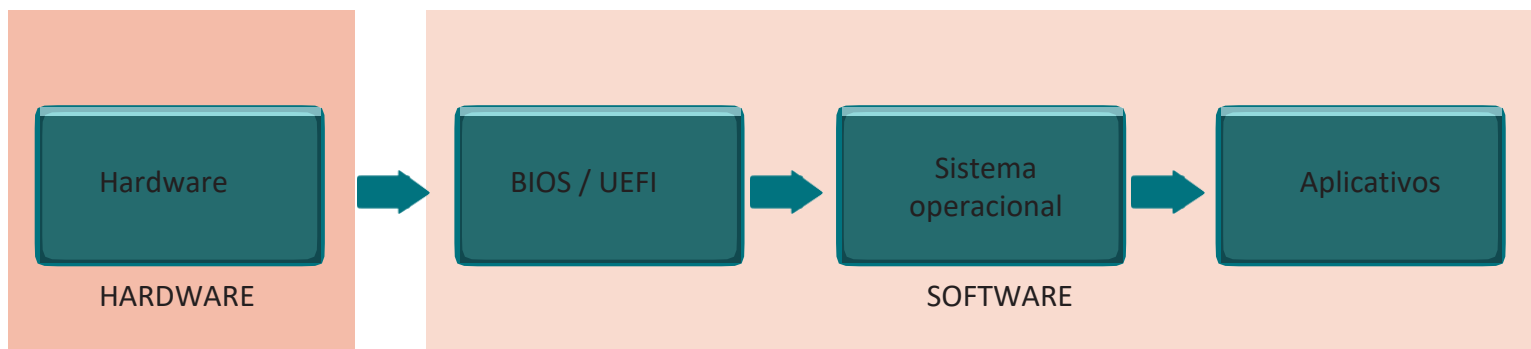 Hardware
BIOS / UEFI
Sistema
operacional
Aplicativos
HARDWARE
SOFTWARE